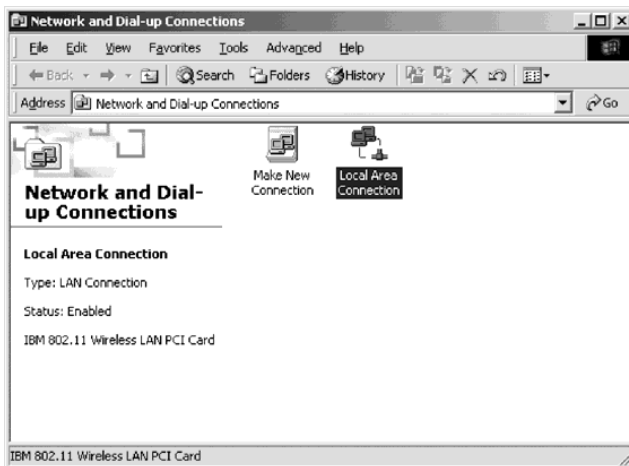 Network and Dial-up Connections
File Edit View Favorites Tools Advanced Help
Back Search Folders History
Address Network and Dial-up Connections Go
Network and Dial-
up Connections
Local Area Connection
Type: LAN Connection
Status: Enabled
IBM 802.11 Wireless LAN PCI Card
Make New
Connection
Local Area
Connection
IBM 802.11 Wireless LAN PCI Card